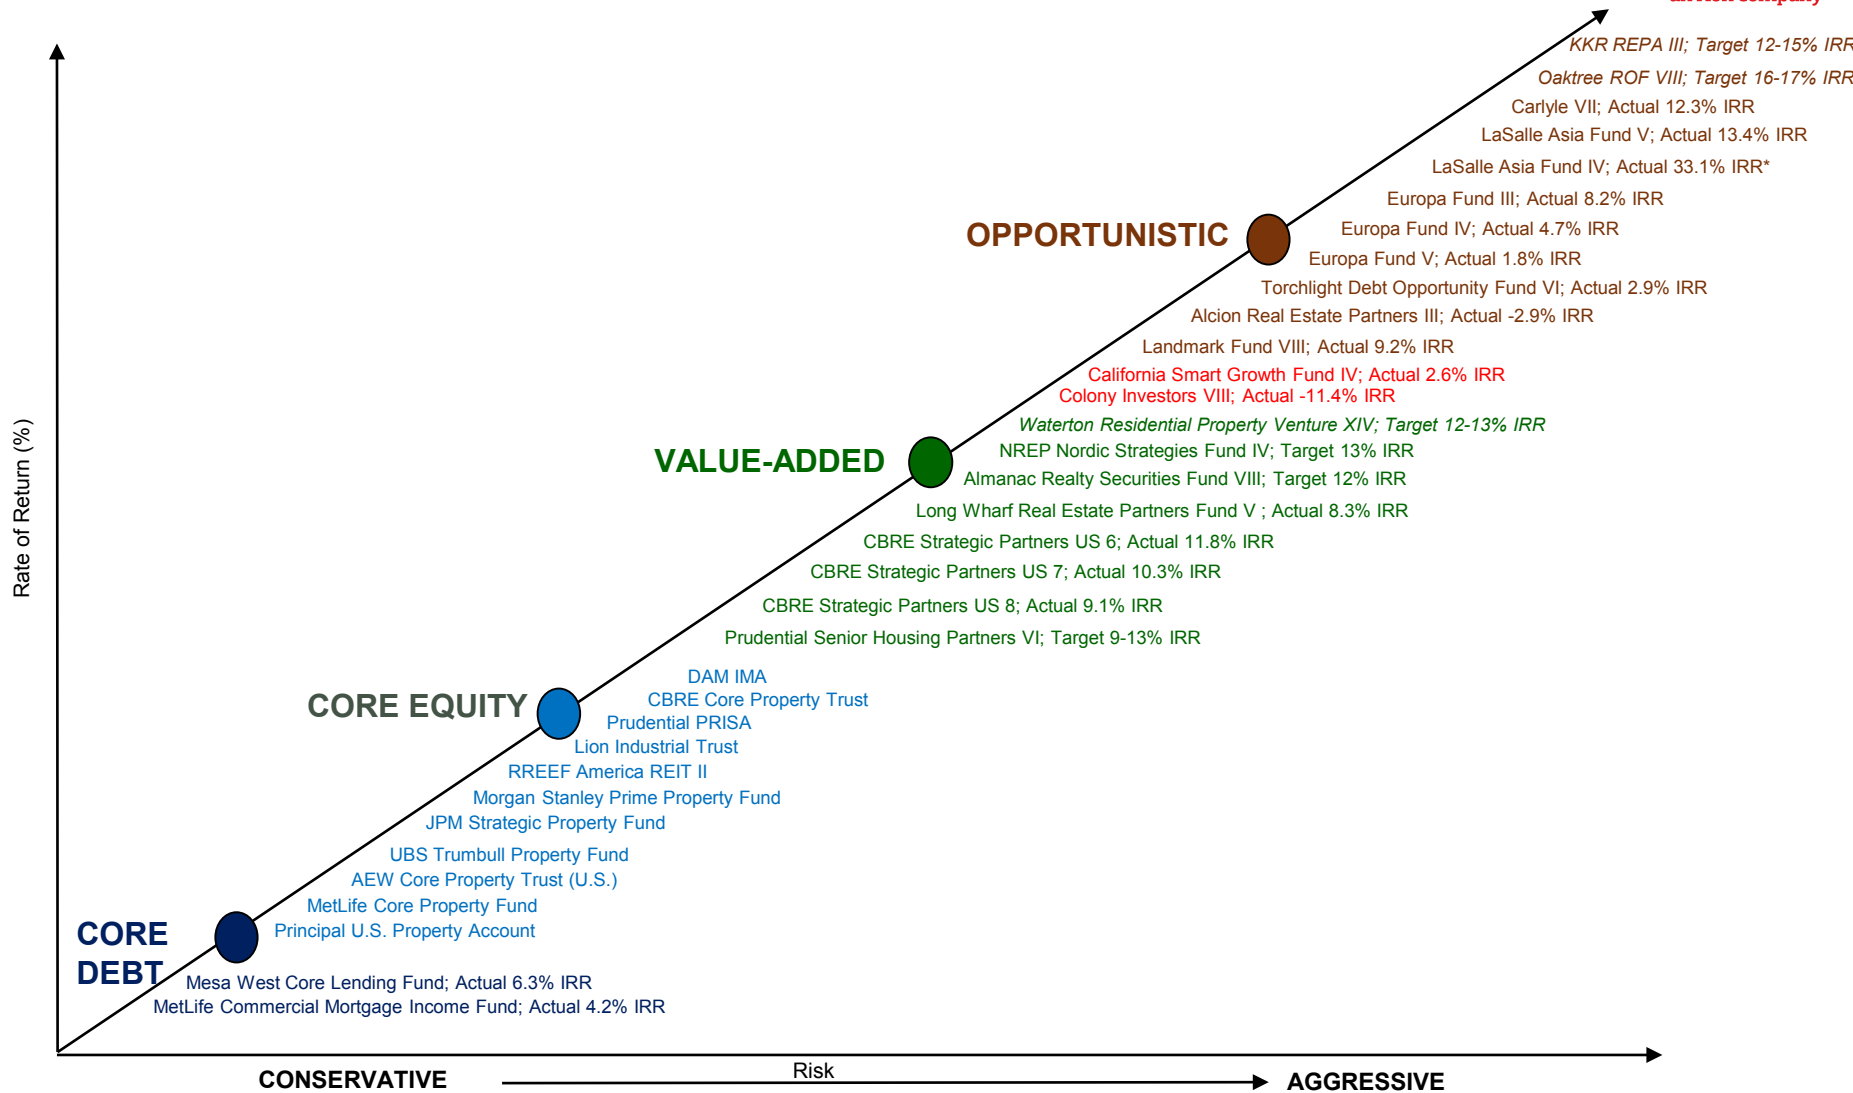 KKR REPA III; Target 12-15% IRR
Oaktree ROF VIII; Target 16-17% IRR
Carlyle VII; Actual 12.3% IRR
LaSalle Asia Fund V; Actual 13.4% IRR
LaSalle Asia Fund IV; Actual 33.1% IRR*
Europa Fund III; Actual 8.2% IRR
OPPORTUNISTIC
Europa Fund IV; Actual 4.7% IRR
Europa Fund V; Actual 1.8% IRR
Torchlight Debt Opportunity Fund VI; Actual 2.9% IRR
Alcion Real Estate Partners III; Actual -2.9% IRR
Landmark Fund VIII; Actual 9.2% IRR
California Smart Growth Fund IV; Actual 2.6% IRR
Colony Investors VIII; Actual -11.4% IRR
Waterton Residential Property Venture XIV; Target 12-13% IRR
VALUE-ADDED
NREP Nordic Strategies Fund IV; Target 13% IRR
Almanac Realty Securities Fund VIII; Target 12% IRR
Long Wharf Real Estate Partners Fund V ; Actual 8.3% IRR
CBRE Strategic Partners US 6; Actual 11.8% IRR
CBRE Strategic Partners US 7; Actual 10.3% IRR
CBRE Strategic Partners US 8; Actual 9.1% IRR
Prudential Senior Housing Partners VI; Target 9-13% IRR
Rate of Return (%)
DAM IMA
CBRE Core Property Trust
CORE EQUITY
Prudential PRISA
Lion Industrial Trust
RREEF America REIT II
Morgan Stanley Prime Property Fund
JPM Strategic Property Fund
UBS Trumbull Property Fund
AEW Core Property Trust (U.S.)
MetLife Core Property Fund
Principal U.S. Property Account
CORE
DEBT
Mesa West Core Lending Fund; Actual 6.3% IRR
MetLife Commercial Mortgage Income Fund; Actual 4.2% IRR
Risk
CONSERVATIVE
AGGRESSIVE